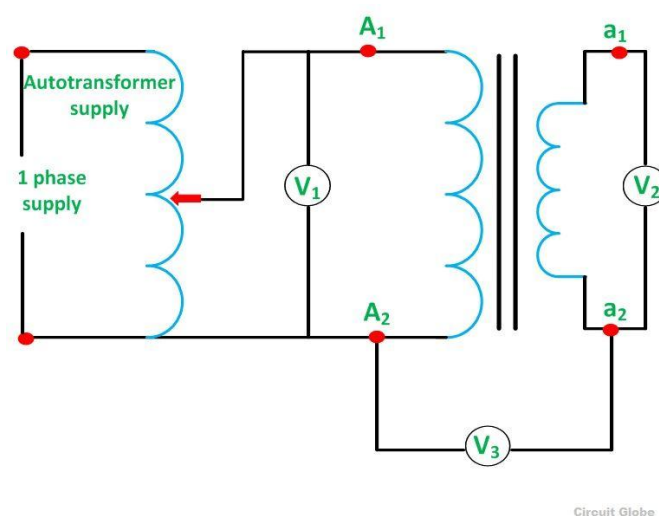 A₁
a₁
Autotransformer
supply
1 phase
supply
V₁
V₂
A₂
a₂
V₃
Circuit Globe